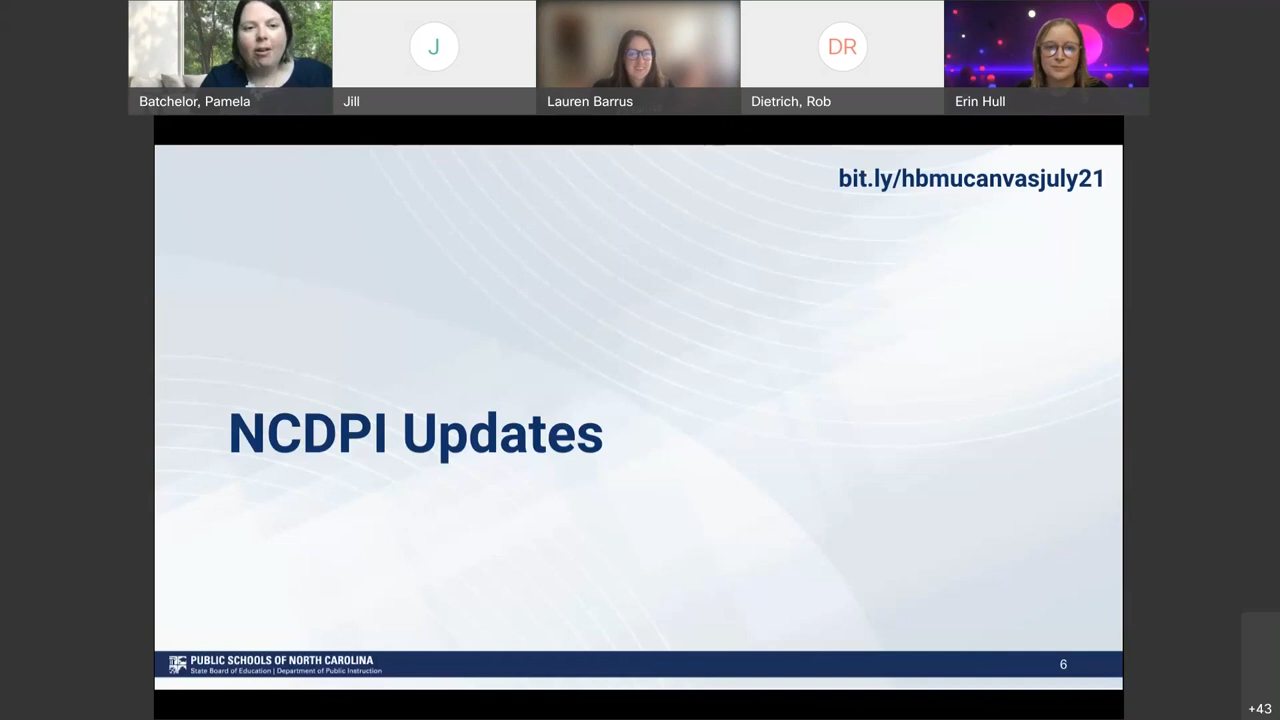 J
DR
Batchelor, Pamela
Jill
Lauren Barrus
Dietrich, Rob
Erin Hull
bit.ly/hbmucanvasjuly21
NCDPI Updates
PUBLIC SCHOOLS OF NORTH CAROLINA
State Board of Education | Department of Public Instruction
6
+43